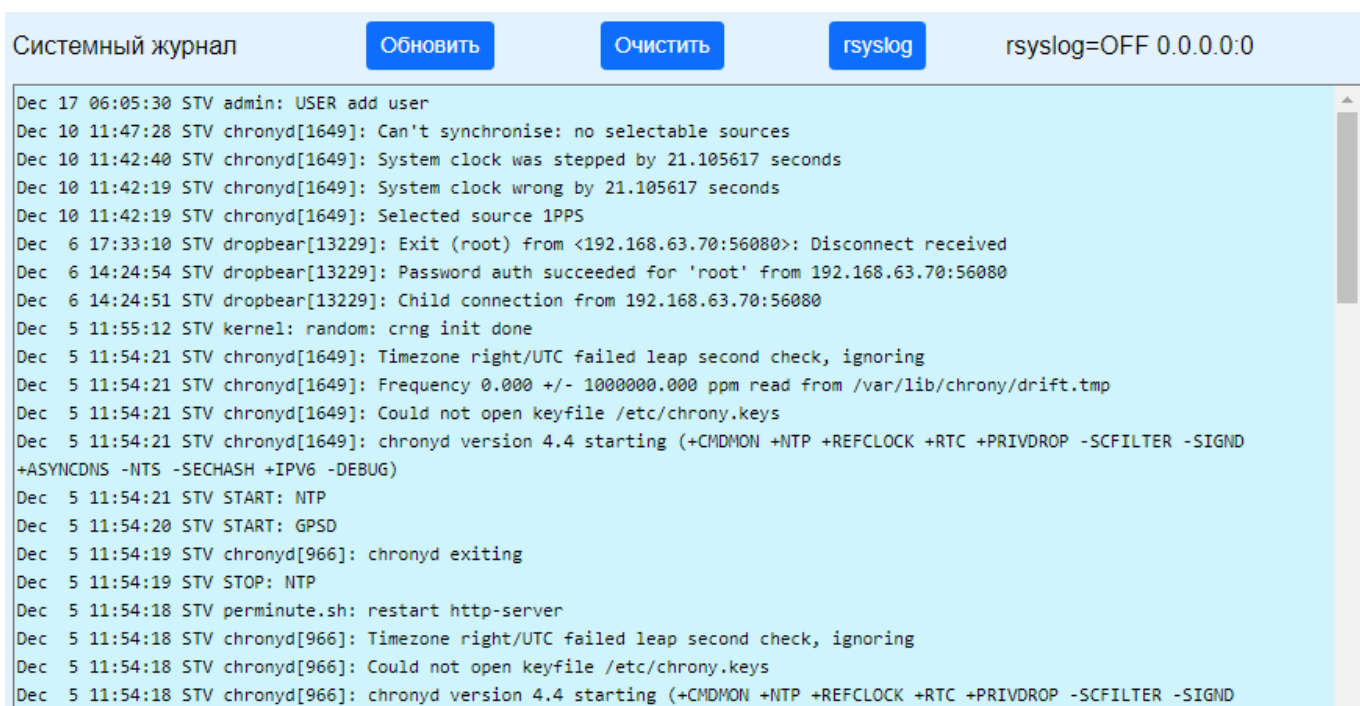 Системный журнал Обновить Очистить rsyslog rsyslog=OFF 0.0.0.0:0
Dec 17 06:05:30 STV admin: USER add user
Dec 10 11:47:28 STV chronyd[1649]: Can't synchronise: no selectable sources
Dec 10 11:42:40 STV chronyd[1649]: System clock was stepped by 21.105617 seconds
Dec 10 11:42:19 STV chronyd[1649]: System clock wrong by 21.105617 seconds
Dec 10 11:42:19 STV chronyd[1649]: Selected source 1PPS
Dec  6 17:33:10 STV dropbear[13229]: Exit (root) from <192.168.63.70:56080>: Disconnect received
Dec  6 14:24:54 STV dropbear[13229]: Password auth succeeded for 'root' from 192.168.63.70:56080
Dec  6 14:24:51 STV dropbear[13229]: Child connection from 192.168.63.70:56080
Dec  5 11:55:12 STV kernel: random: crng init done
Dec  5 11:54:21 STV chronyd[1649]: Timezone right/UTC failed leap second check, ignoring
Dec  5 11:54:21 STV chronyd[1649]: Frequency 0.000 +/- 1000000.000 ppm read from /var/lib/chrony/drift.tmp
Dec  5 11:54:21 STV chronyd[1649]: Could not open keyfile /etc/chrony.keys
Dec  5 11:54:21 STV chronyd[1649]: chronyd version 4.4 starting (+CMDMON +NTP +REFCLOCK +RTC +PRIVDROP -SCFILTER -SIGND
+ASYNCDNS -NTS -SECHASH +IPV6 -DEBUG)
Dec  5 11:54:21 STV START: NTP
Dec  5 11:54:20 STV START: GPSD
Dec  5 11:54:19 STV chronyd[966]: chronyd exiting
Dec  5 11:54:19 STV STOP: NTP
Dec  5 11:54:18 STV perminute.sh: restart http-server
Dec  5 11:54:18 STV chronyd[966]: Timezone right/UTC failed leap second check, ignoring
Dec  5 11:54:18 STV chronyd[966]: Could not open keyfile /etc/chrony.keys
Dec  5 11:54:18 STV chronyd[966]: chronyd version 4.4 starting (+CMDMON +NTP +REFCLOCK +RTC +PRIVDROP -SCFILTER -SIGND